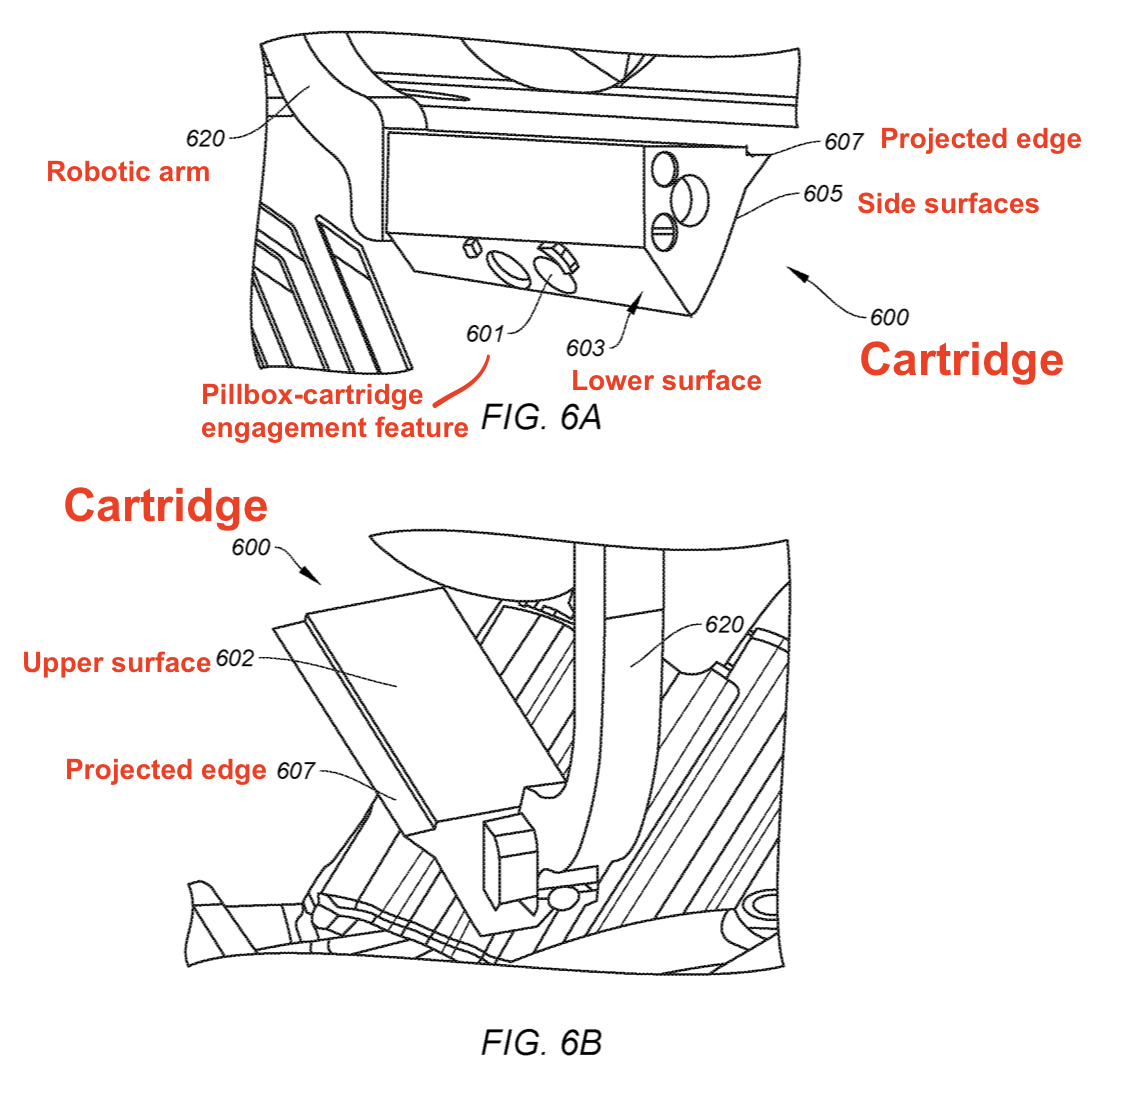 620
Robotic arm
607 Projected edge
605 Side surfaces
600
Cartridge
601
603
Pillbox-cartridge
engagement feature
Lower surface
FIG. 6A
Cartridge
600
620
Upper surface 602
Projected edge 607
FIG. 6B